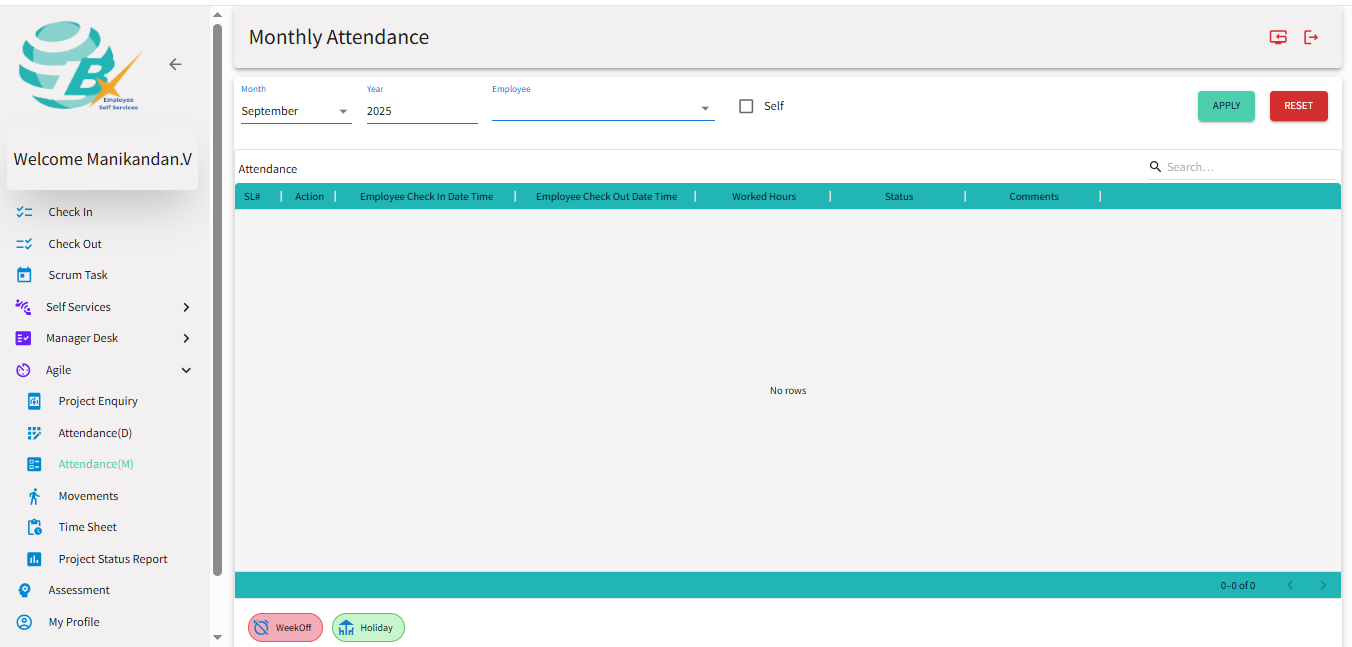 Employee
Self Services
Welcome Manikandan.V
Check In
Check Out
Scrum Task
Self Services
Manager Desk
Agile
Project Enquiry
Attendance(D)
Attendance(M)
Movements
Time Sheet
Project Status Report
Assessment
My Profile
Monthly Attendance
Month Year Employee
September 2025 Self APPLY RESET
Attendance Search…
SL# Action Employee Check In Date Time Employee Check Out Date Time Worked Hours Status Comments
No rows
0–0 of 0
WeekOff Holiday